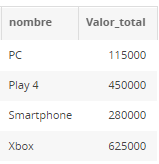 nombre Valor_total
PC 115000
Play 4 450000
Smartphone 280000
Xbox 625000